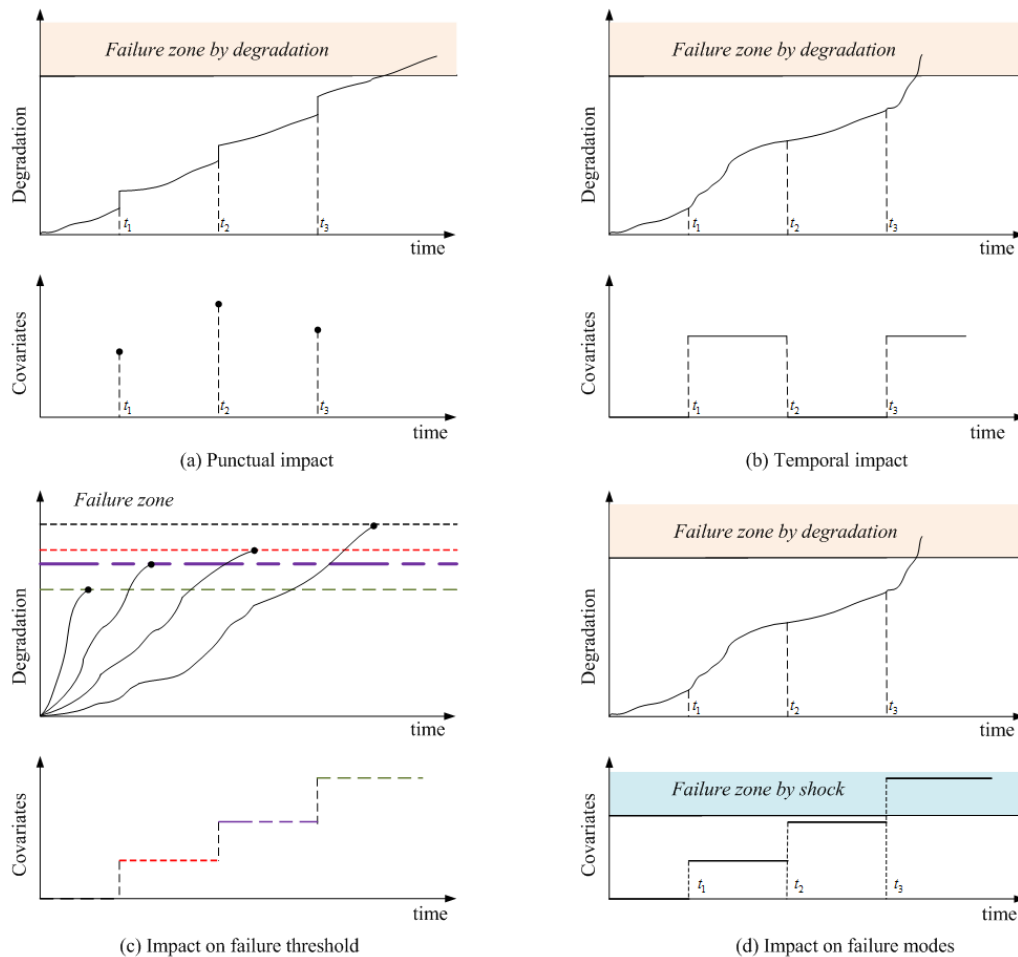 Failure zone by degradation
Degradation
t1
t2
t3
time
Covariates
t1
t2
t3
time
(a) Punctual impact
Failure zone by degradation
Degradation
t1
t2
t3
time
Covariates
t1
t2
t3
time
(b) Temporal impact
Failure zone
Degradation
time
Covariates
time
(c) Impact on failure threshold
Failure zone by degradation
Degradation
t1
t2
t3
time
Failure zone by shock
Covariates
t1
t2
t3
time
(d) Impact on failure modes